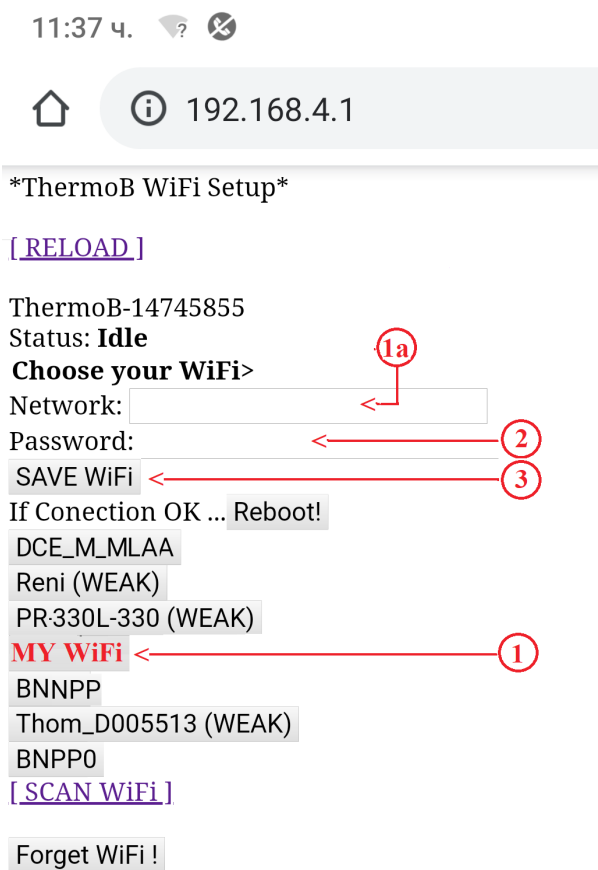 11:37 ч.
192.168.4.1
*ThermoB WiFi Setup*
[ RELOAD ]
ThermoB-14745855
Status: Idle
1a
Choose your WiFi>
Network:
Password:
2
SAVE WiFi
3
If Conection OK ... Reboot!
DCE_M_MLAA
Reni (WEAK)
PR-330L-330 (WEAK)
MY WiFi
1
BNNPP
Thom_D005513 (WEAK)
BNPP0
[ SCAN WiFi ]
Forget WiFi !